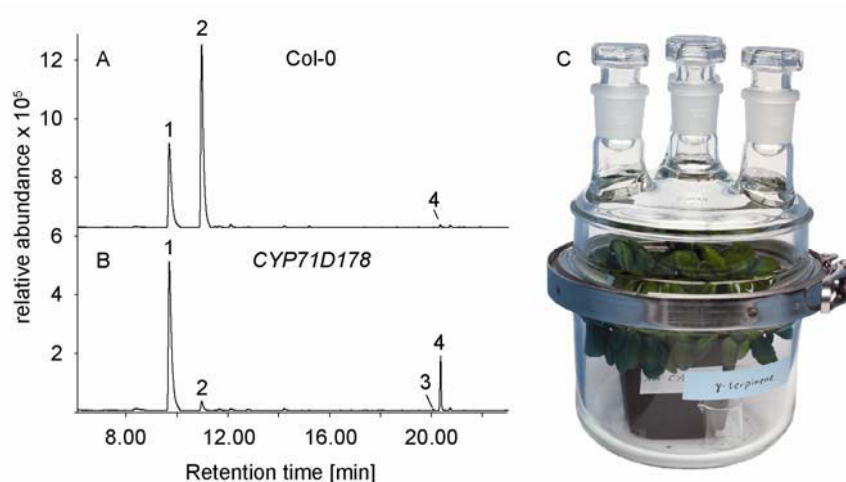 A
Col-0
C
12
10
8
6
4
2
relative abundance x 10⁵
1
2
4
B
CYP71D178
1
2
3
4
8.00 12.00 16.00 20.00
Retention time [min]
γ-terpinene